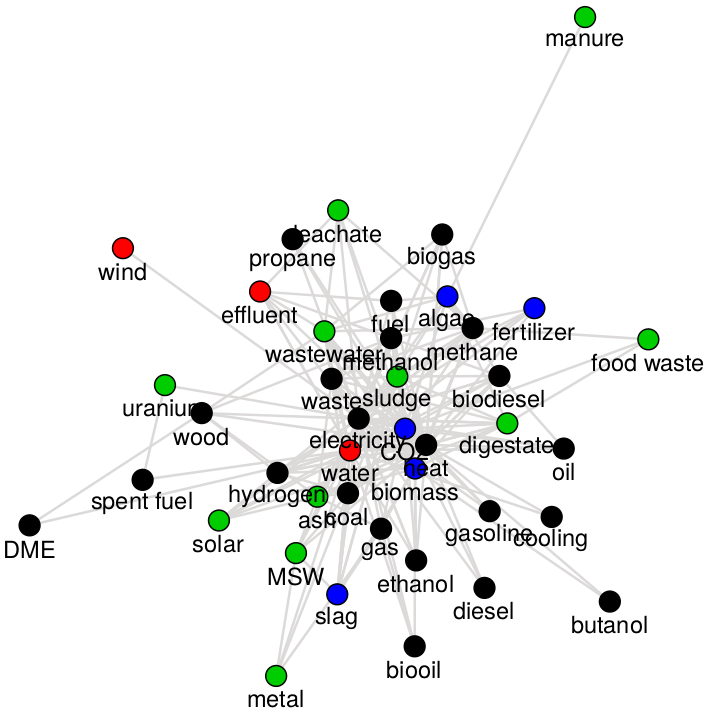 manure
leachate
propane
biogas
wind
effluent
fuel
algae
fertilizer
wastewater
methanol
methane
food waste
waste
sludge
biodiesel
uranium
wood
electricity
CO2
digestate
oil
water
heat
spent fuel
hydrogen
biomass
ash
coal
gasoline
cooling
solar
gas
DME
MSW
ethanol
slag
diesel
butanol
biooil
metal